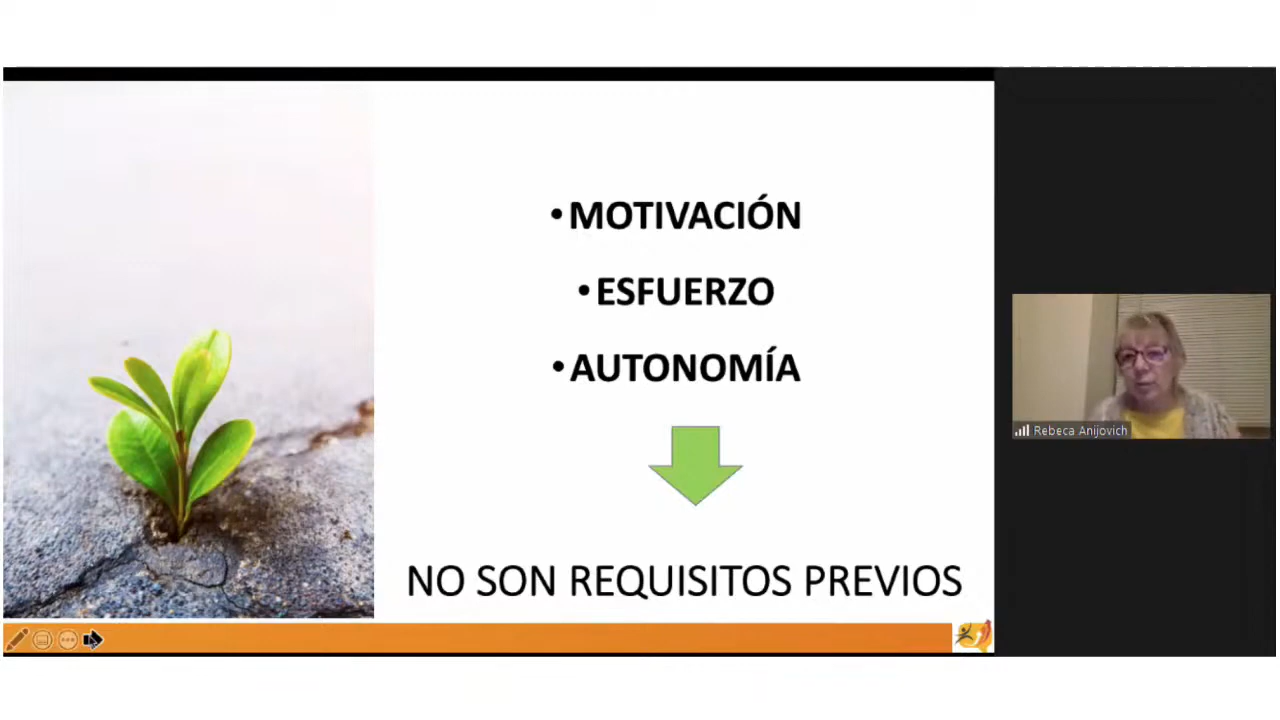 •MOTIVACIÓN
•ESFUERZO
•AUTONOMÍA
NO SON REQUISITOS PREVIOS
Rebeca Anijovich